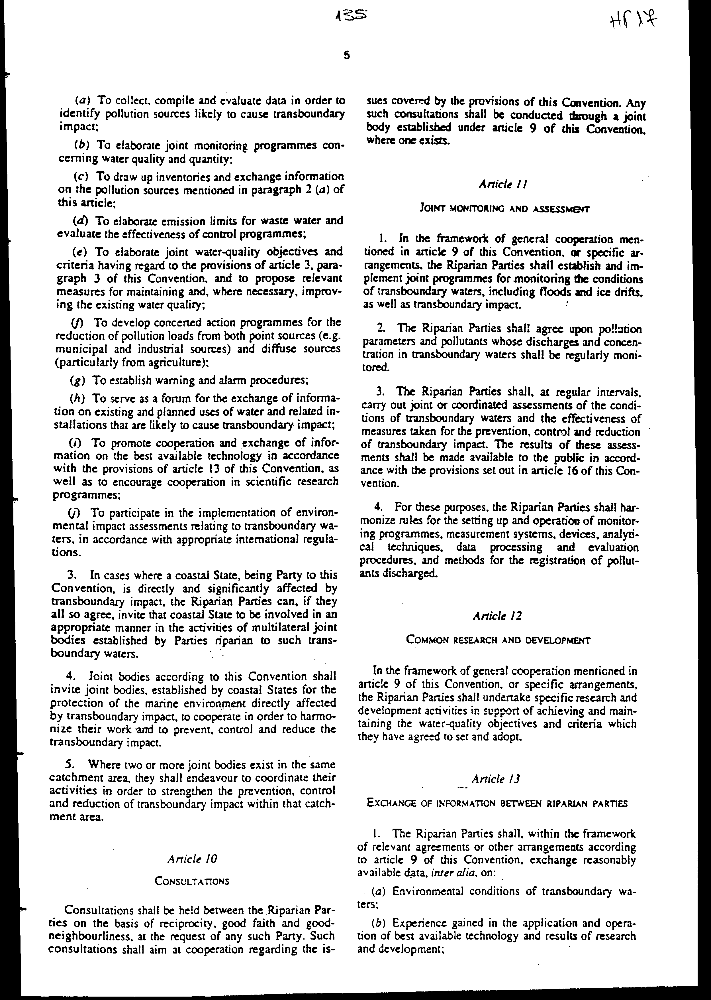 135
5
(a) To collect, compile and evaluate data in order to
identify pollution sources likely to cause transboundary
impact;
(b) To elaborate joint monitoring programmes con-
cerning water quality and quantity;
(c) To draw up inventories and exchange information
on the pollution sources mentioned in paragraph 2 (a) of
this article;
(d) To elaborate emission limits for waste water and
evaluate the effectiveness of control programmes;
(e) To elaborate joint water-quality objectives and
criteria having regard to the provisions of article 3, para-
graph 3 of this Convention, and to propose relevant
measures for maintaining and, where necessary, improv-
ing the existing water quality;
(f) To develop concerted action programmes for the
reduction of pollution loads from both point sources (e.g.
municipal and industrial sources) and diffuse sources
(particularly from agriculture);
(g) To establish warning and alarm procedures;
(h) To serve as a forum for the exchange of informa-
tion on existing and planned uses of water and related in-
stallations that are likely to cause transboundary impact;
(i) To promote cooperation and exchange of infor-
mation on the best available technology in accordance
with the provisions of article 13 of this Convention, as
well as to encourage cooperation in scientific research
programmes;
(j) To participate in the implementation of environ-
mental impact assessments relating to transboundary wa-
ters, in accordance with appropriate international regula-
tions.
3. In cases where a coastal State, being Party to this
Convention, is directly and significantly affected by
transboundary impact, the Riparian Parties can, if they
all so agree, invite that coastal State to be involved in an
appropriate manner in the activities of multilateral joint
bodies established by Parties riparian to such trans-
boundary waters.
4. Joint bodies according to this Convention shall
invite joint bodies, established by coastal States for the
protection of the marine environment directly affected
by transboundary impact, to cooperate in order to harmo-
nize their work and to prevent, control and reduce the
transboundary impact.
5. Where two or more joint bodies exist in the same
catchment area, they shall endeavour to coordinate their
activities in order to strengthen the prevention, control
and reduction of transboundary impact within that catch-
ment area.
Article 10
CONSULTATIONS
Consultations shall be held between the Riparian Par-
ties on the basis of reciprocity, good faith and good-
neighbourliness, at the request of any such Party. Such
consultations shall aim at cooperation regarding the is-
sues covered by the provisions of this Convention. Any
such consultations shall be conducted through a joint
body established under article 9 of this Convention,
where one exists.
Article 11
JOINT MONITORING AND ASSESSMENT
1. In the framework of general cooperation men-
tioned in article 9 of this Convention, or specific ar-
rangements, the Riparian Parties shall establish and im-
plement joint programmes for monitoring the conditions
of transboundary waters, including floods and ice drifts,
as well as transboundary impact.
2. The Riparian Parties shall agree upon pollution
parameters and pollutants whose discharges and concen-
tration in transboundary waters shall be regularly moni-
tored.
3. The Riparian Parties shall, at regular intervals,
carry out joint or coordinated assessments of the condi-
tions of transboundary waters and the effectiveness of
measures taken for the prevention, control and reduction
of transboundary impact. The results of these assess-
ments shall be made available to the public in accord-
ance with the provisions set out in article 16 of this Con-
vention.
4. For these purposes, the Riparian Parties shall har-
monize rules for the setting up and operation of monitor-
ing programmes, measurement systems, devices, analyti-
cal techniques, data processing and evaluation
procedures, and methods for the registration of pollut-
ants discharged.
Article 12
COMMON RESEARCH AND DEVELOPMENT
In the framework of general cooperation mentioned in
article 9 of this Convention, or specific arrangements,
the Riparian Parties shall undertake specific research and
development activities in support of achieving and main-
taining the water-quality objectives and criteria which
they have agreed to set and adopt.
Article 13
EXCHANGE OF INFORMATION BETWEEN RIPARIAN PARTIES
1. The Riparian Parties shall, within the framework
of relevant agreements or other arrangements according
to article 9 of this Convention, exchange reasonably
available data, inter alia, on:
(a) Environmental conditions of transboundary wa-
ters;
(b) Experience gained in the application and opera-
tion of best available technology and results of research
and development;